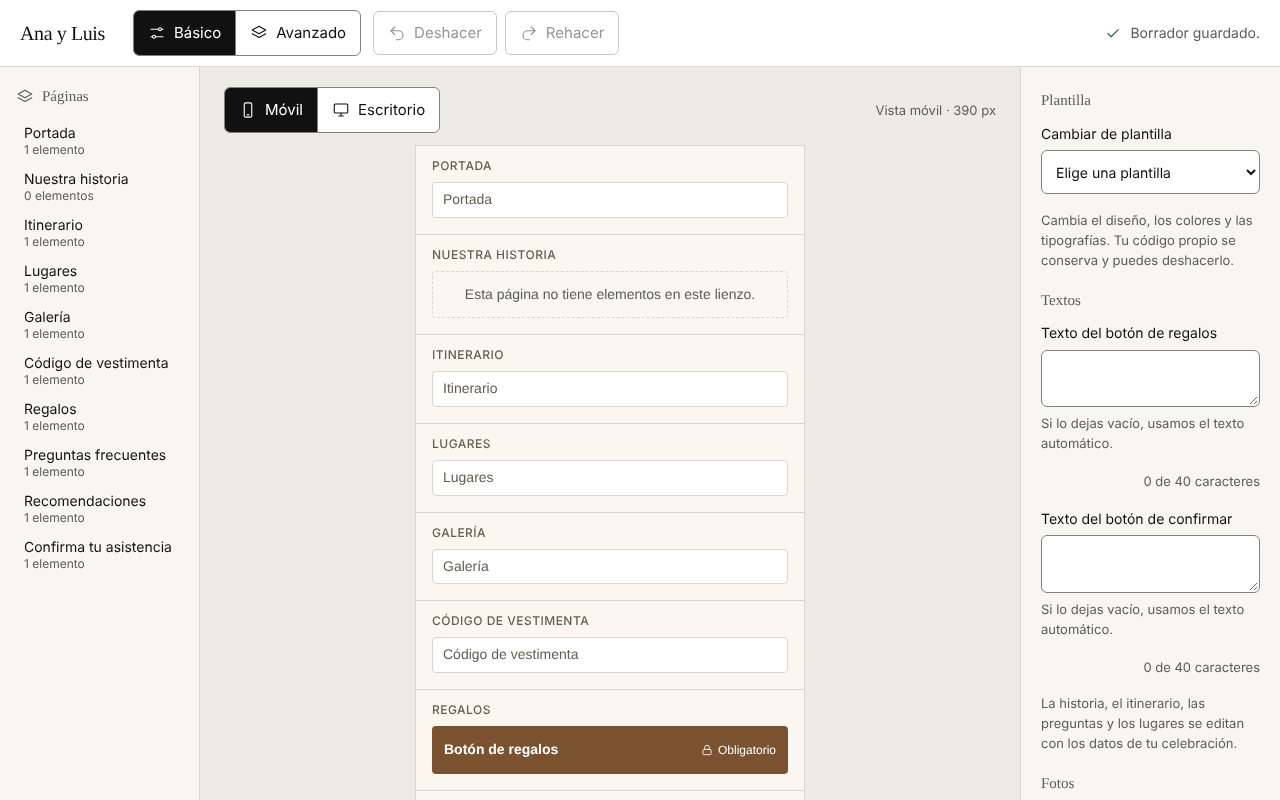 Ana y Luis
Básico
Avanzado
Deshacer
Rehacer
Borrador guardado.
Páginas
Portada
1 elemento
Nuestra historia
0 elementos
Itinerario
1 elemento
Lugares
1 elemento
Galería
1 elemento
Código de vestimenta
1 elemento
Regalos
1 elemento
Preguntas frecuentes
1 elemento
Recomendaciones
1 elemento
Confirma tu asistencia
1 elemento
Móvil
Escritorio
Vista móvil · 390 px
PORTADA
Portada
NUESTRA HISTORIA
Esta página no tiene elementos en este lienzo.
ITINERARIO
Itinerario
LUGARES
Lugares
GALERÍA
Galería
CÓDIGO DE VESTIMENTA
Código de vestimenta
REGALOS
Botón de regalos
Obligatorio
Plantilla
Cambiar de plantilla
Elige una plantilla
Cambia el diseño, los colores y las
tipografías. Tu código propio se
conserva y puedes deshacerlo.
Textos
Texto del botón de regalos
Si lo dejas vacío, usamos el texto
automático.
0 de 40 caracteres
Texto del botón de confirmar
Si lo dejas vacío, usamos el texto
automático.
0 de 40 caracteres
La historia, el itinerario, las
preguntas y los lugares se editan
con los datos de tu celebración.
Fotos